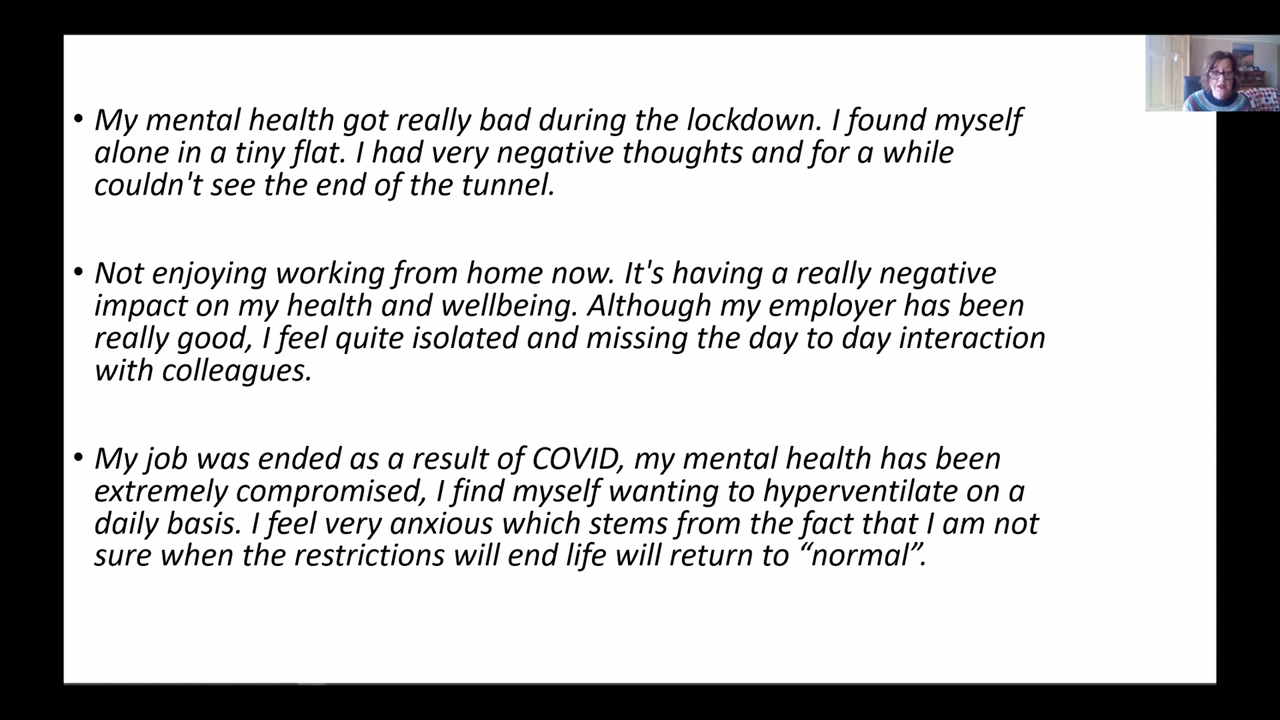 • My mental health got really bad during the lockdown. I found myself
alone in a tiny flat. I had very negative thoughts and for a while
couldn't see the end of the tunnel.
• Not enjoying working from home now. It's having a really negative
impact on my health and wellbeing. Although my employer has been
really good, I feel quite isolated and missing the day to day interaction
with colleagues.
• My job was ended as a result of COVID, my mental health has been
extremely compromised, I find myself wanting to hyperventilate on a
daily basis. I feel very anxious which stems from the fact that I am not
sure when the restrictions will end life will return to “normal”.